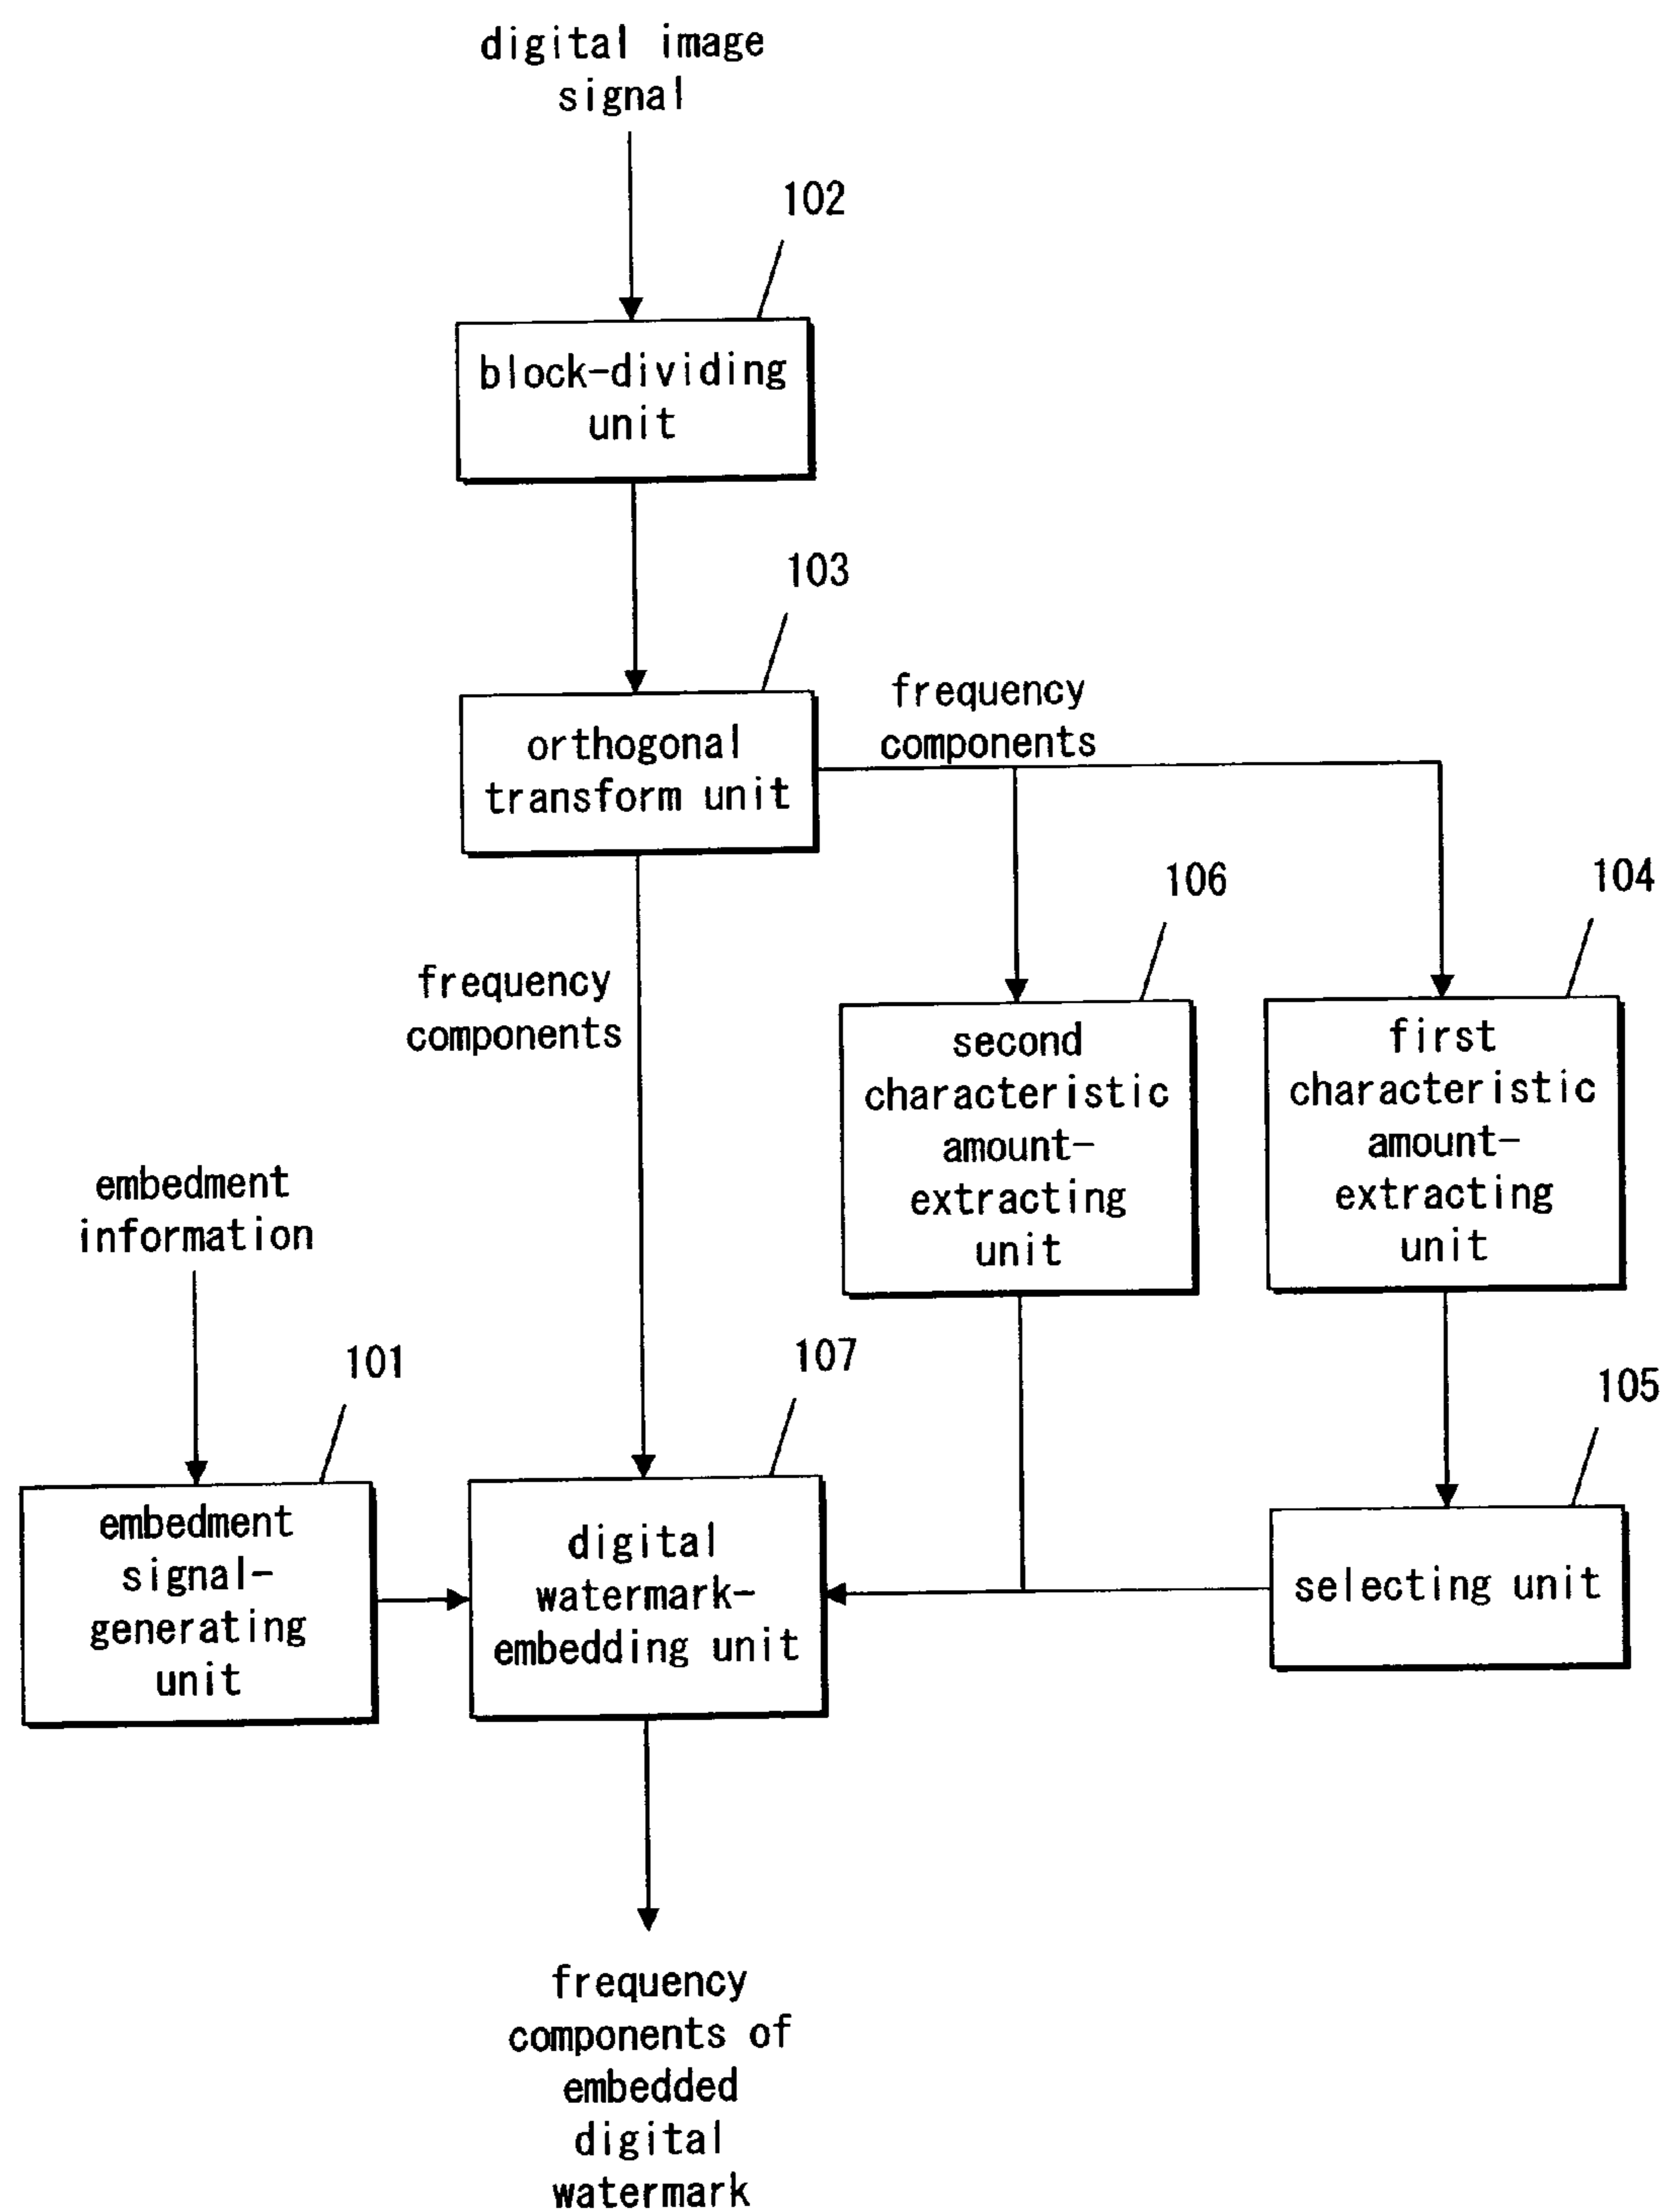 digital image
signal
102
block-dividing
unit
103
orthogonal
transform unit
frequency
components
106
104
frequency
components
second
characteristic
amount-
extracting
unit
first
characteristic
amount-
extracting
unit
embedment
information
101
107
105
embedment
signal-
generating
unit
digital
watermark-
embedding unit
selecting unit
frequency
components of
embedded
digital
watermark